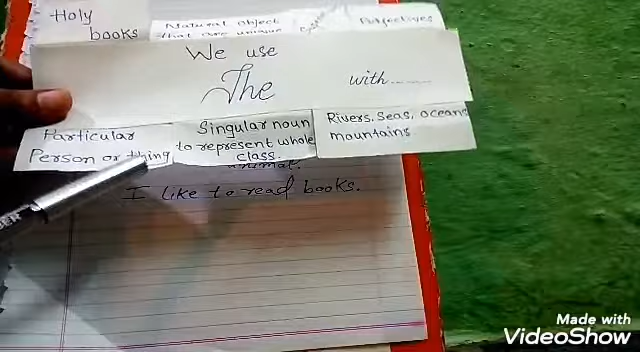 Holy
books
Natural object
that are unique
Adjectives
We use
The with........
Particular
Person or thing
Singular noun
to represent whole
class.
Rivers, Seas, oceans
mountains
animal.
I like to read books.
Made with
VideoShow